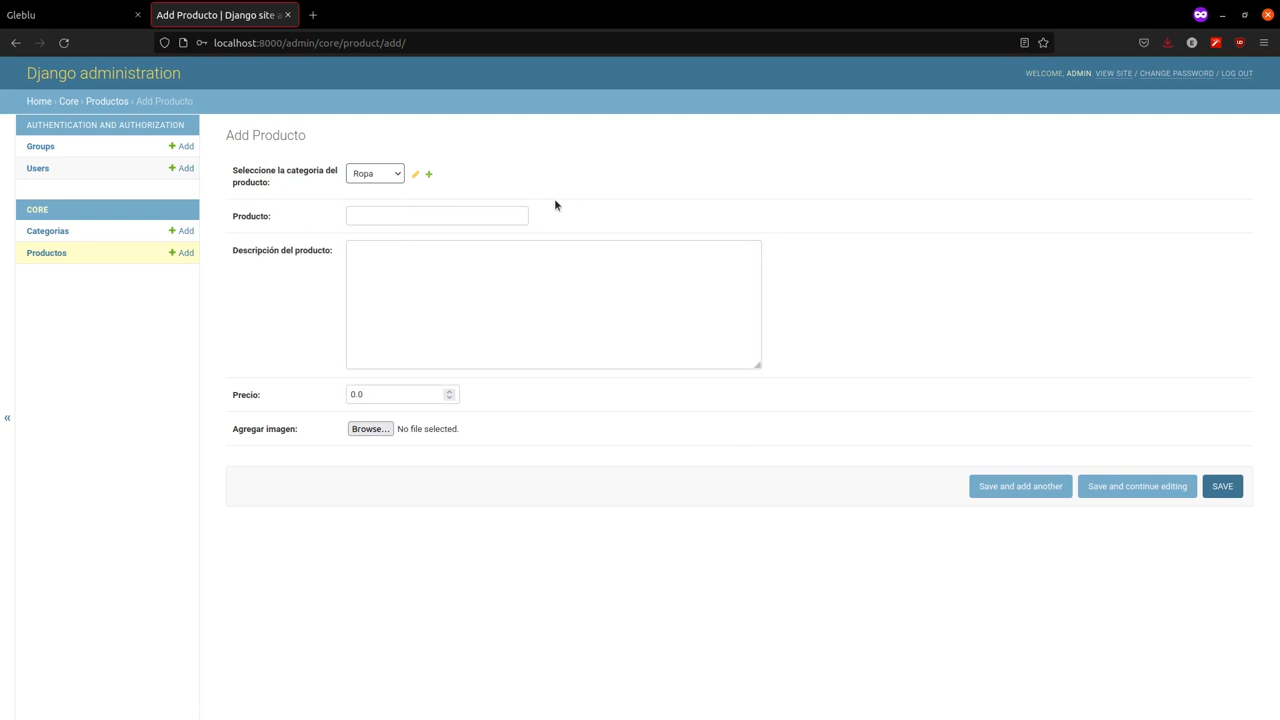 Gleblu
Add Producto | Django site a
localhost:8000/admin/core/product/add/
Django administration
WELCOME, ADMIN. VIEW SITE / CHANGE PASSWORD / LOG OUT
Home › Core › Productos › Add Producto
AUTHENTICATION AND AUTHORIZATION
Groups
Add
Users
Add
CORE
Categorias
Add
Productos
Add
«
Add Producto
Seleccione la categoria del
producto:
Ropa
Producto:
Descripción del producto:
Precio:
0.0
Agregar imagen:
Browse... No file selected.
Save and add another
Save and continue editing
SAVE